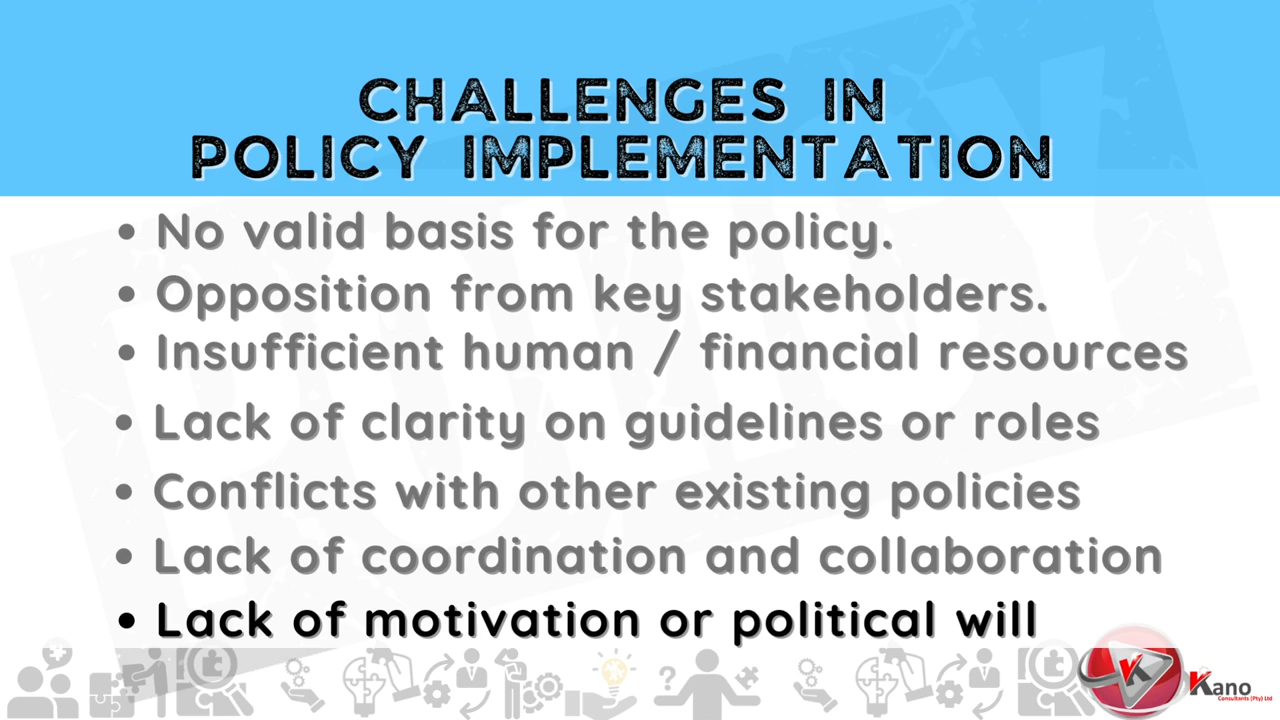 CHALLENGES IN
POLICY IMPLEMENTATION
• No valid basis for the policy.
• Opposition from key stakeholders.
• Insufficient human / financial resources
• Lack of clarity on guidelines or roles
• Conflicts with other existing policies
• Lack of coordination and collaboration
• Lack of motivation or political will
K Kano
Consultants (Pty) Ltd
POLICY